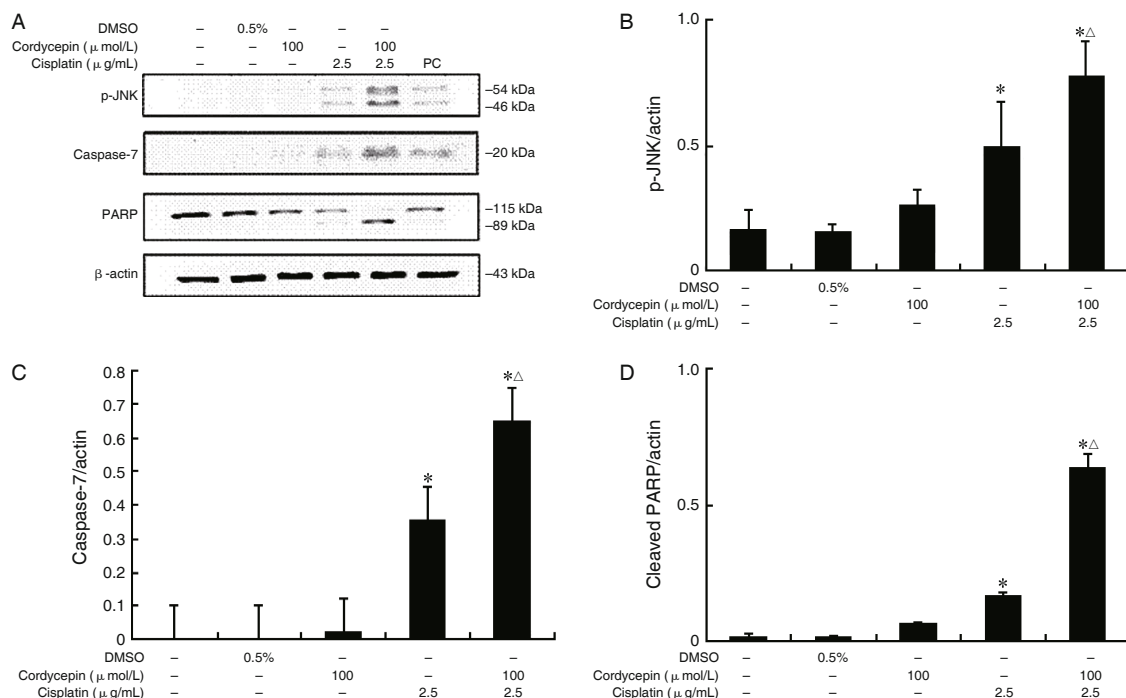 A
DMSO – 0.5% – – –
Cordycepin ( μ mol/L) – – 100 – 100
Cisplatin ( μ g/mL) – – – 2.5 2.5 PC
p-JNK
–54 kDa
–46 kDa
Caspase-7
–20 kDa
PARP
–115 kDa
–89 kDa
β -actin
–43 kDa
B
1.0
0.5
0
p-JNK/actin
*
*△
DMSO – 0.5% – – –
Cordycepin ( μ mol/L) – – 100 – 100
Cisplatin ( μ g/mL) – – – 2.5 2.5
C
0.8
0.7
0.6
0.5
0.4
0.3
0.2
0.1
0
Caspase-7/actin
*
*△
DMSO – 0.5% – – –
Cordycepin ( μ mol/L) – – 100 – 100
Cisplatin ( μ g/mL) – – – 2.5 2.5
D
1.0
0.5
0
Cleaved PARP/actin
*
*△
DMSO – 0.5% – – –
Cordycepin ( μ mol/L) – – 100 – 100
Cisplatin ( μ g/mL) – – – 2.5 2.5